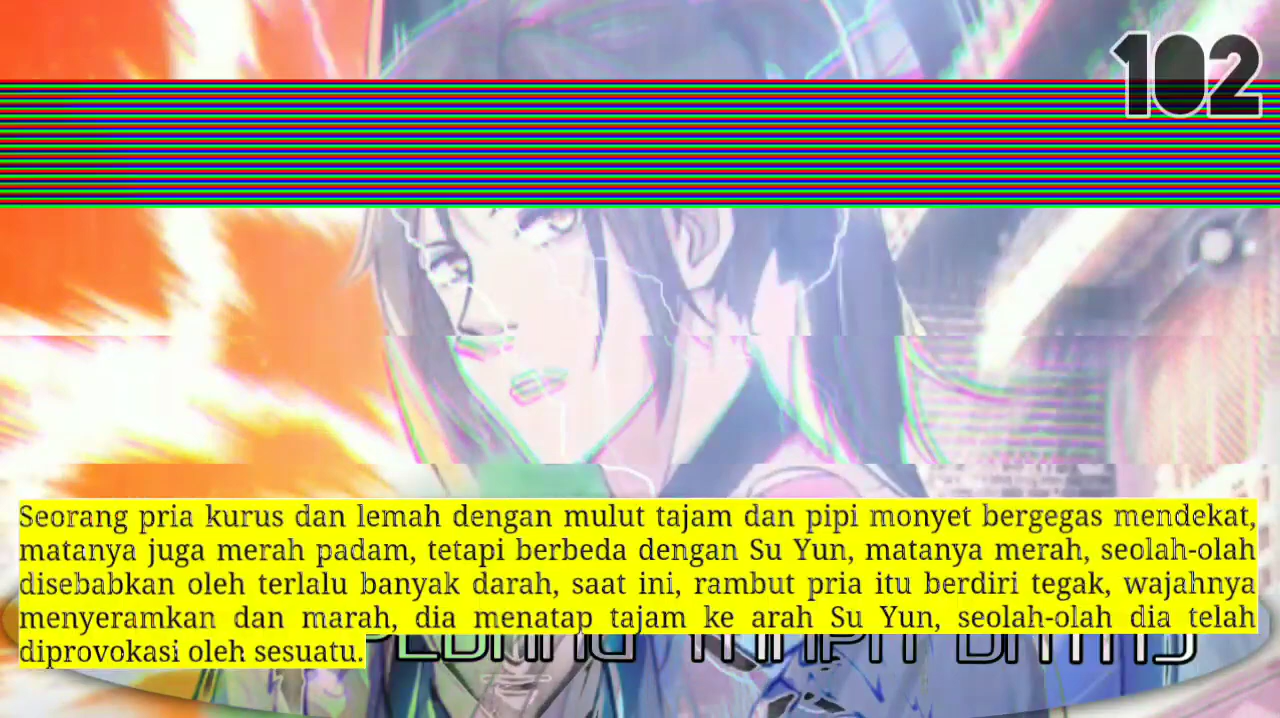 102
Seorang pria kurus dan lemah dengan mulut tajam dan pipi monyet bergegas mendekat,
matanya juga merah padam, tetapi berbeda dengan Su Yun, matanya merah, seolah-olah
disebabkan oleh terlalu banyak darah, saat ini, rambut pria itu berdiri tegak, wajahnya
menyeramkan dan marah, dia menatap tajam ke arah Su Yun, seolah-olah dia telah
diprovokasi oleh sesuatu.
PEDANG TANPA BATAS